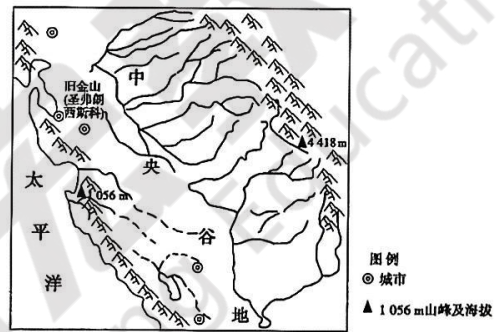 旧金山
(圣弗朗
西斯科)
中
央
谷
地
太
平
洋
4 418 m
1 056 m
图例
城市
1 056 m 山峰及海拔